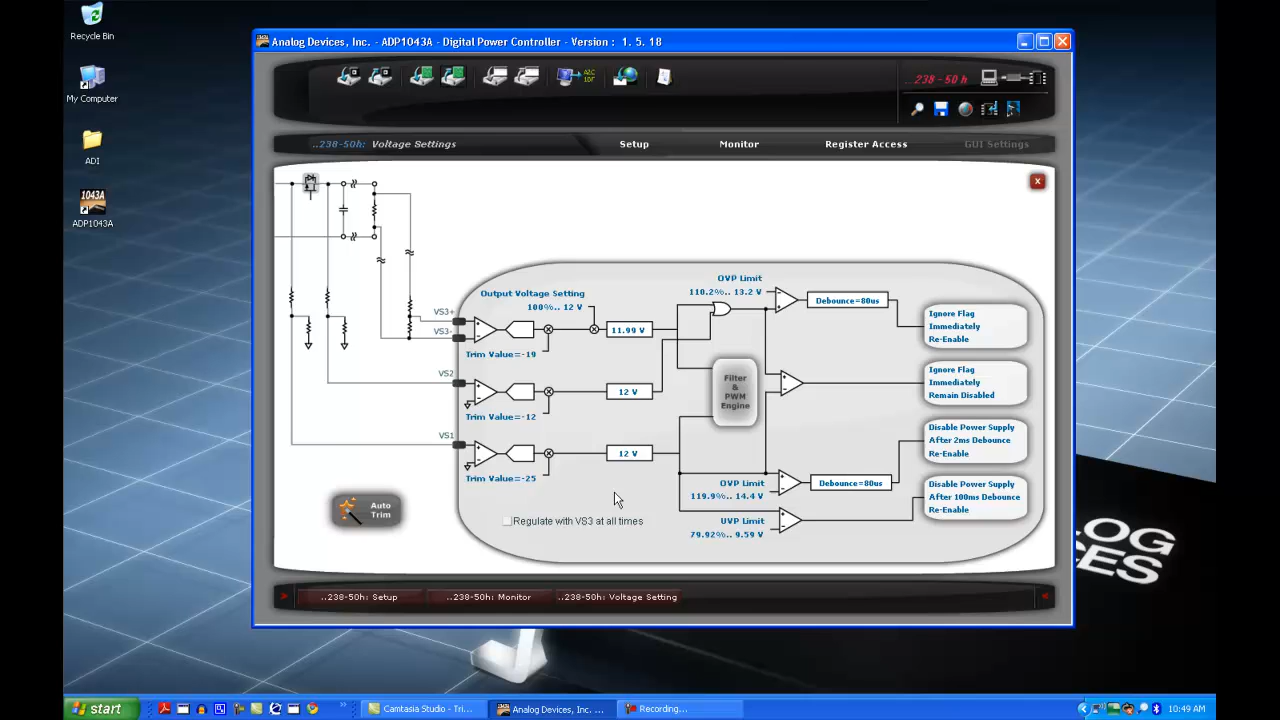 Recycle Bin
My Computer
ADI
1043A
ADP1043A
Analog Devices, Inc. - ADP1043A - Digital Power Controller - Version : 1. 5. 18
A2C
10F
..238-50 h
..238-50h: Voltage Settings
Setup
Monitor
Register Access
GUI Settings
x
OVP Limit
110.2%.. 13.2 V
Debounce=80us
Output Voltage Setting
100%.. 12 V
VS3+
VS3-
11.99 V
Trim Value=-19
Ignore Flag
Immediately
Re-Enable
VS2
12 V
Trim Value=-12
Filter
&
PWM
Engine
Ignore Flag
Immediately
Remain Disabled
VS1
12 V
Trim Value=-25
Disable Power Supply
After 2ms Debounce
Re-Enable
OVP Limit
119.9%.. 14.4 V
Debounce=80us
Disable Power Supply
After 100ms Debounce
Re-Enable
UVP Limit
79.92%.. 9.59 V
Auto
Trim
Regulate with VS3 at all times
..238-50h: Setup
..238-50h: Monitor
..238-50h: Voltage Setting
LOG
CES
start
Camtasia Studio - Tri...
Analog Devices, Inc. ...
Recording...
10:49 AM